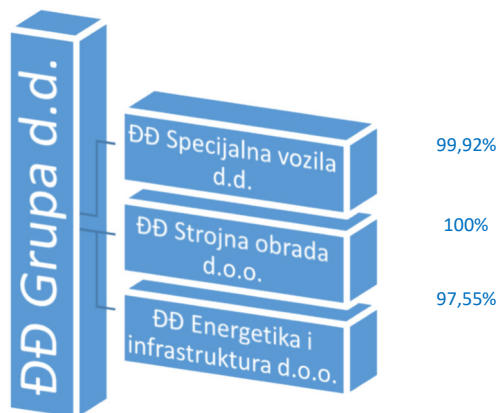 ĐĐ Grupa d.d.
ĐĐ Specijalna vozila
d.d.
99,92%
ĐĐ Strojna obrada
d.o.o.
100%
ĐĐ Energetika i
infrastruktura d.o.o.
97,55%